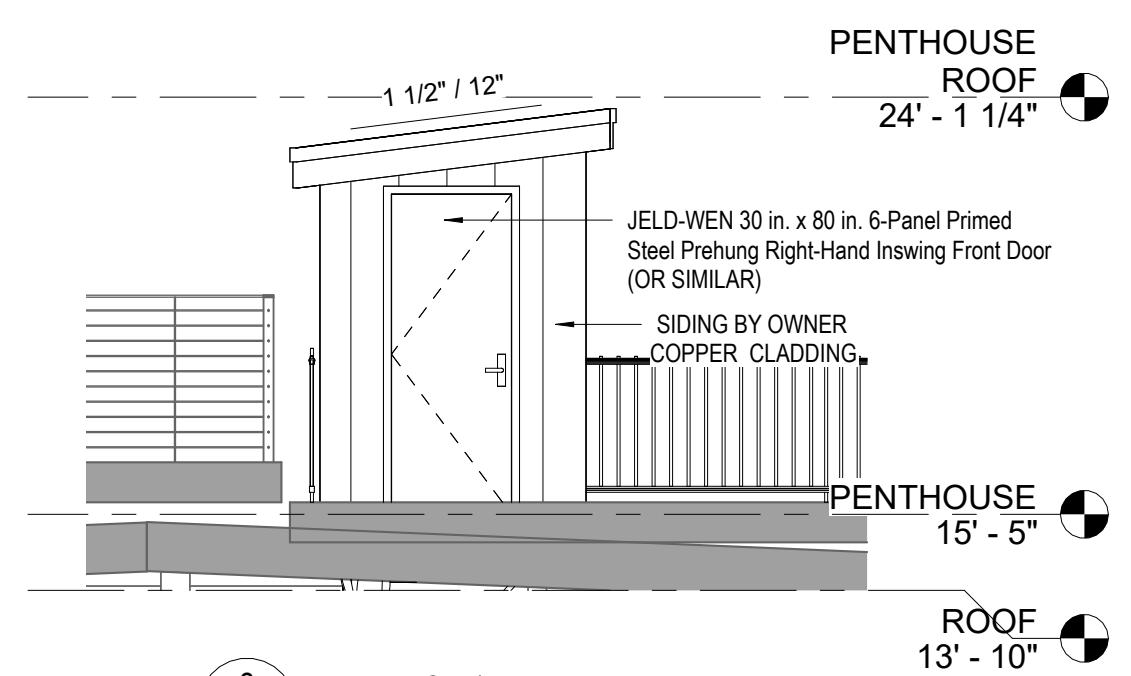 PENTHOUSE
ROOF
24' - 1 1/4"
1 1/2" / 12"
JELD-WEN 30 in. x 80 in. 6-Panel Primed
Steel Prehung Right-Hand Inswing Front Door
(OR SIMILAR)
SIDING BY OWNER
COPPER CLADDING
PENTHOUSE
15' - 5"
ROOF
13' - 10"